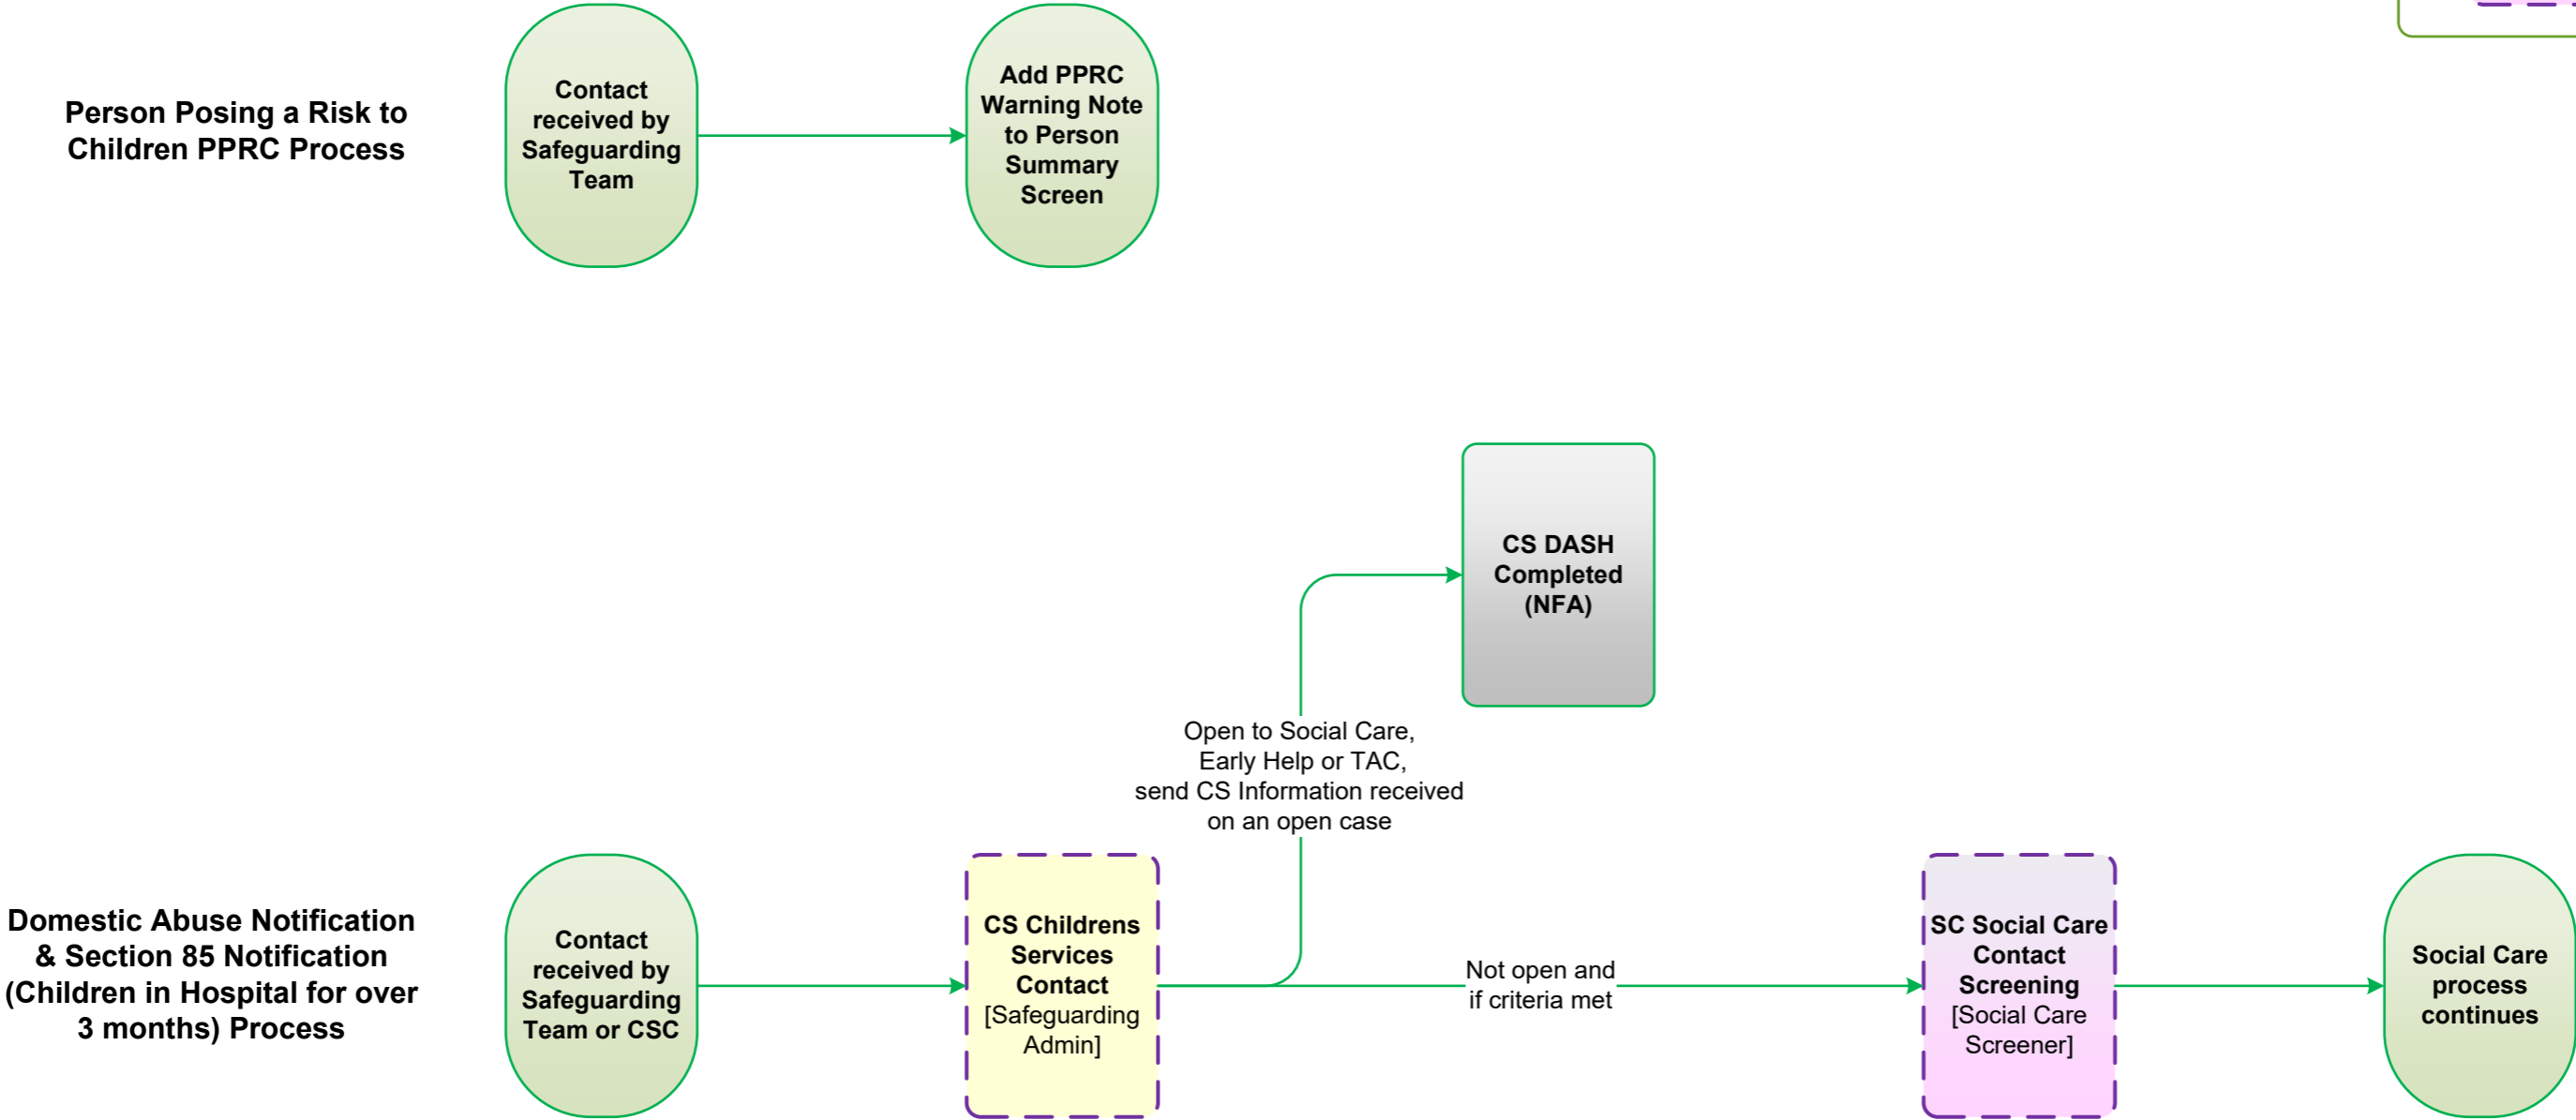 Person Posing a Risk to
Children PPRC Process
Contact
received by
Safeguarding
Team
Add PPRC
Warning Note
to Person
Summary
Screen
CS DASH
Completed
(NFA)
Open to Social Care,
Early Help or TAC,
send CS Information received
on an open case
Domestic Abuse Notification
& Section 85 Notification
(Children in Hospital for over
3 months) Process
Contact
received by
Safeguarding
Team or CSC
CS Childrens
Services
Contact
[Safeguarding
Admin]
Not open and
if criteria met
SC Social Care
Contact
Screening
[Social Care
Screener]
Social Care
process
continues